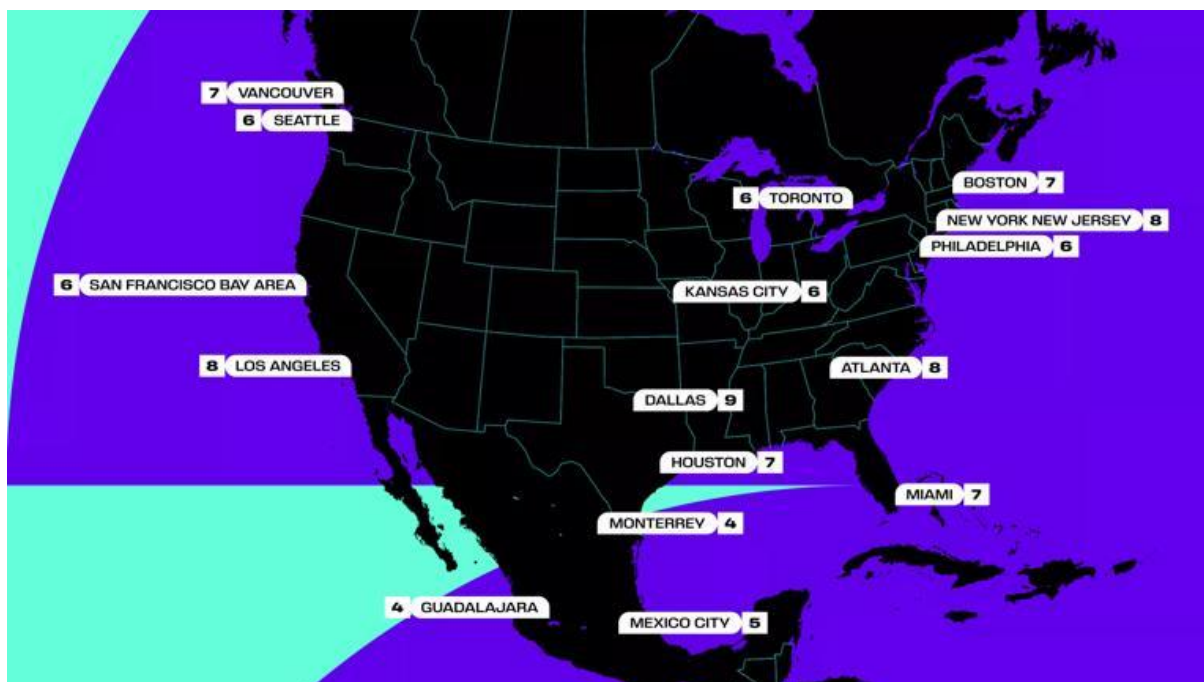 7 VANCOUVER
6 SEATTLE
BOSTON 7
6 TORONTO
NEW YORK NEW JERSEY 8
PHILADELPHIA 6
6 SAN FRANCISCO BAY AREA
KANSAS CITY 6
8 LOS ANGELES
ATLANTA 8
DALLAS 9
HOUSTON 7
MIAMI 7
MONTERREY 4
4 GUADALAJARA
MEXICO CITY 5